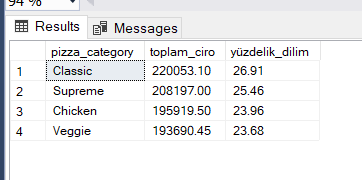 94 %
Results Messages
pizza_category toplam_ciro yüzdelik_dilim
1 Classic 220053.10 26.91
2 Supreme 208197.00 25.46
3 Chicken 195919.50 23.96
4 Veggie 193690.45 23.68